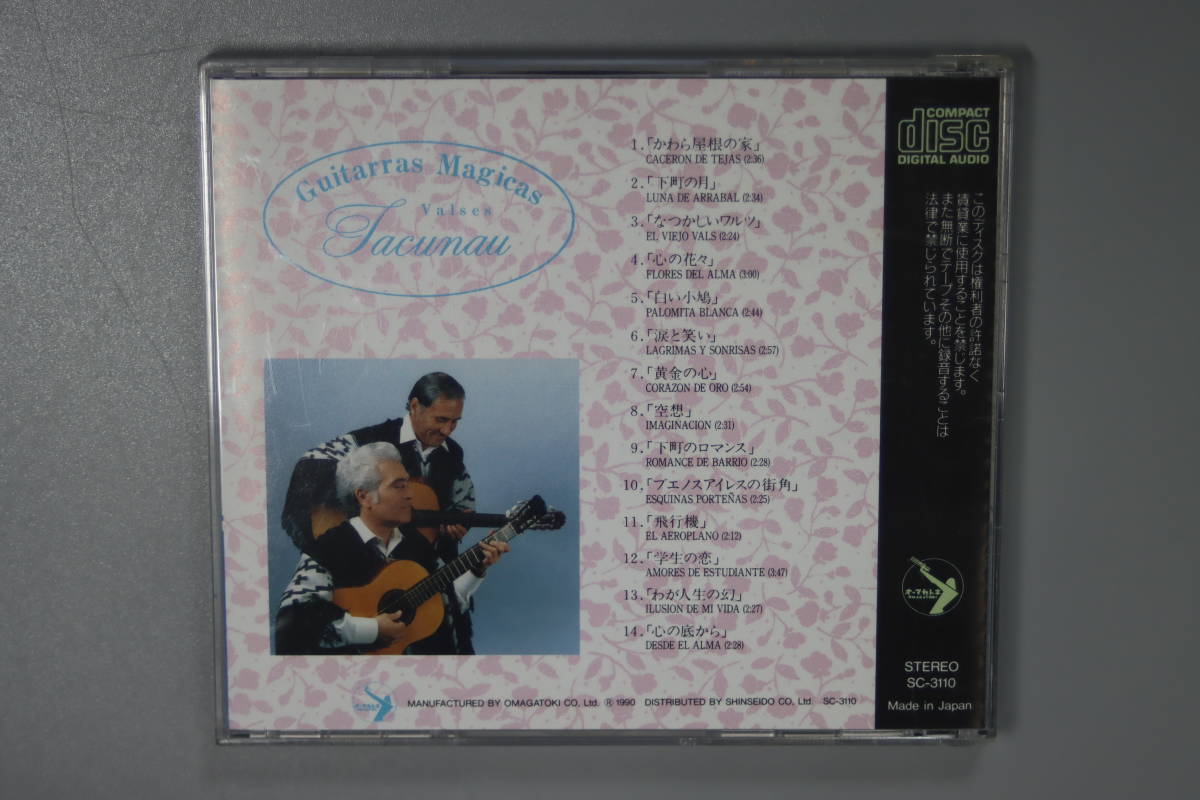 Guitarras Magicas
Valses
Tacunau
1.「かわら屋根の家」
CACERON DE TEJAS (2:36)
2.「下町の月」
LUNA DE ARRABAL (2:34)
3.「なつかしいワルツ」
EL VIEJO VALS (2:24)
4.「心の花々」
FLORES DEL ALMA (3:00)
5.「白い小鳩」
PALOMITA BLANCA (2:44)
6.「涙と笑い」
LAGRIMAS Y SONRISAS (2:57)
7.「黄金の心」
CORAZON DE ORO (2:54)
8.「空想」
IMAGINACION (2:31)
9.「下町のロマンス」
ROMANCE DE BARRIO (2:28)
10.「ブエノスアイレスの街角」
ESQUINAS PORTEÑAS (2:25)
11.「飛行機」
EL AEROPLANO (2:12)
12.「学生の恋」
AMORES DE ESTUDIANTE (3:47)
13.「わが人生の幻」
ILUSION DE MI VIDA (2:27)
14.「心の底から」
DESDE EL ALMA (2:28)
MANUFACTURED BY OMAGATOKI CO, Ltd. Ⓡ 1990 DISTRIBUTED BY SHINSEIDO CO, Ltd SC-3110
COMPACT
disc
DIGITAL AUDIO
このディスクは権利者の許諾なく
賃貸業に使用することを禁じます。
また無断でテープその他に録音することは
法律で禁じられています。
オーマガトキ
OMAGATOKI
STEREO
SC-3110
Made in Japan